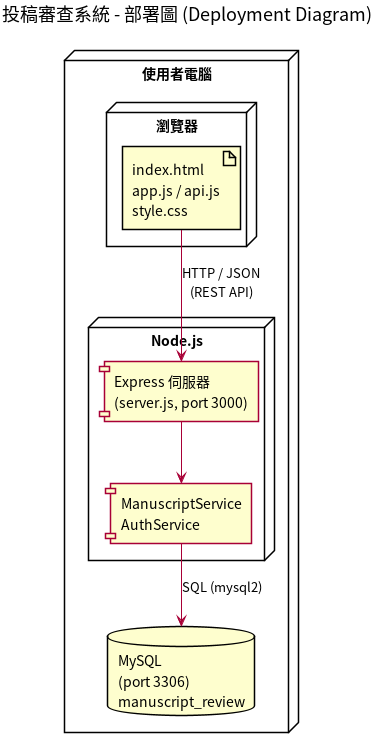 投稿審查系統 - 部署圖 (Deployment Diagram)
使用者電腦
瀏覽器
index.html
app.js / api.js
style.css
HTTP / JSON
(REST API)
Node.js
Express 伺服器
(server.js, port 3000)
ManuscriptService
AuthService
SQL (mysql2)
MySQL
(port 3306)
manuscript_review